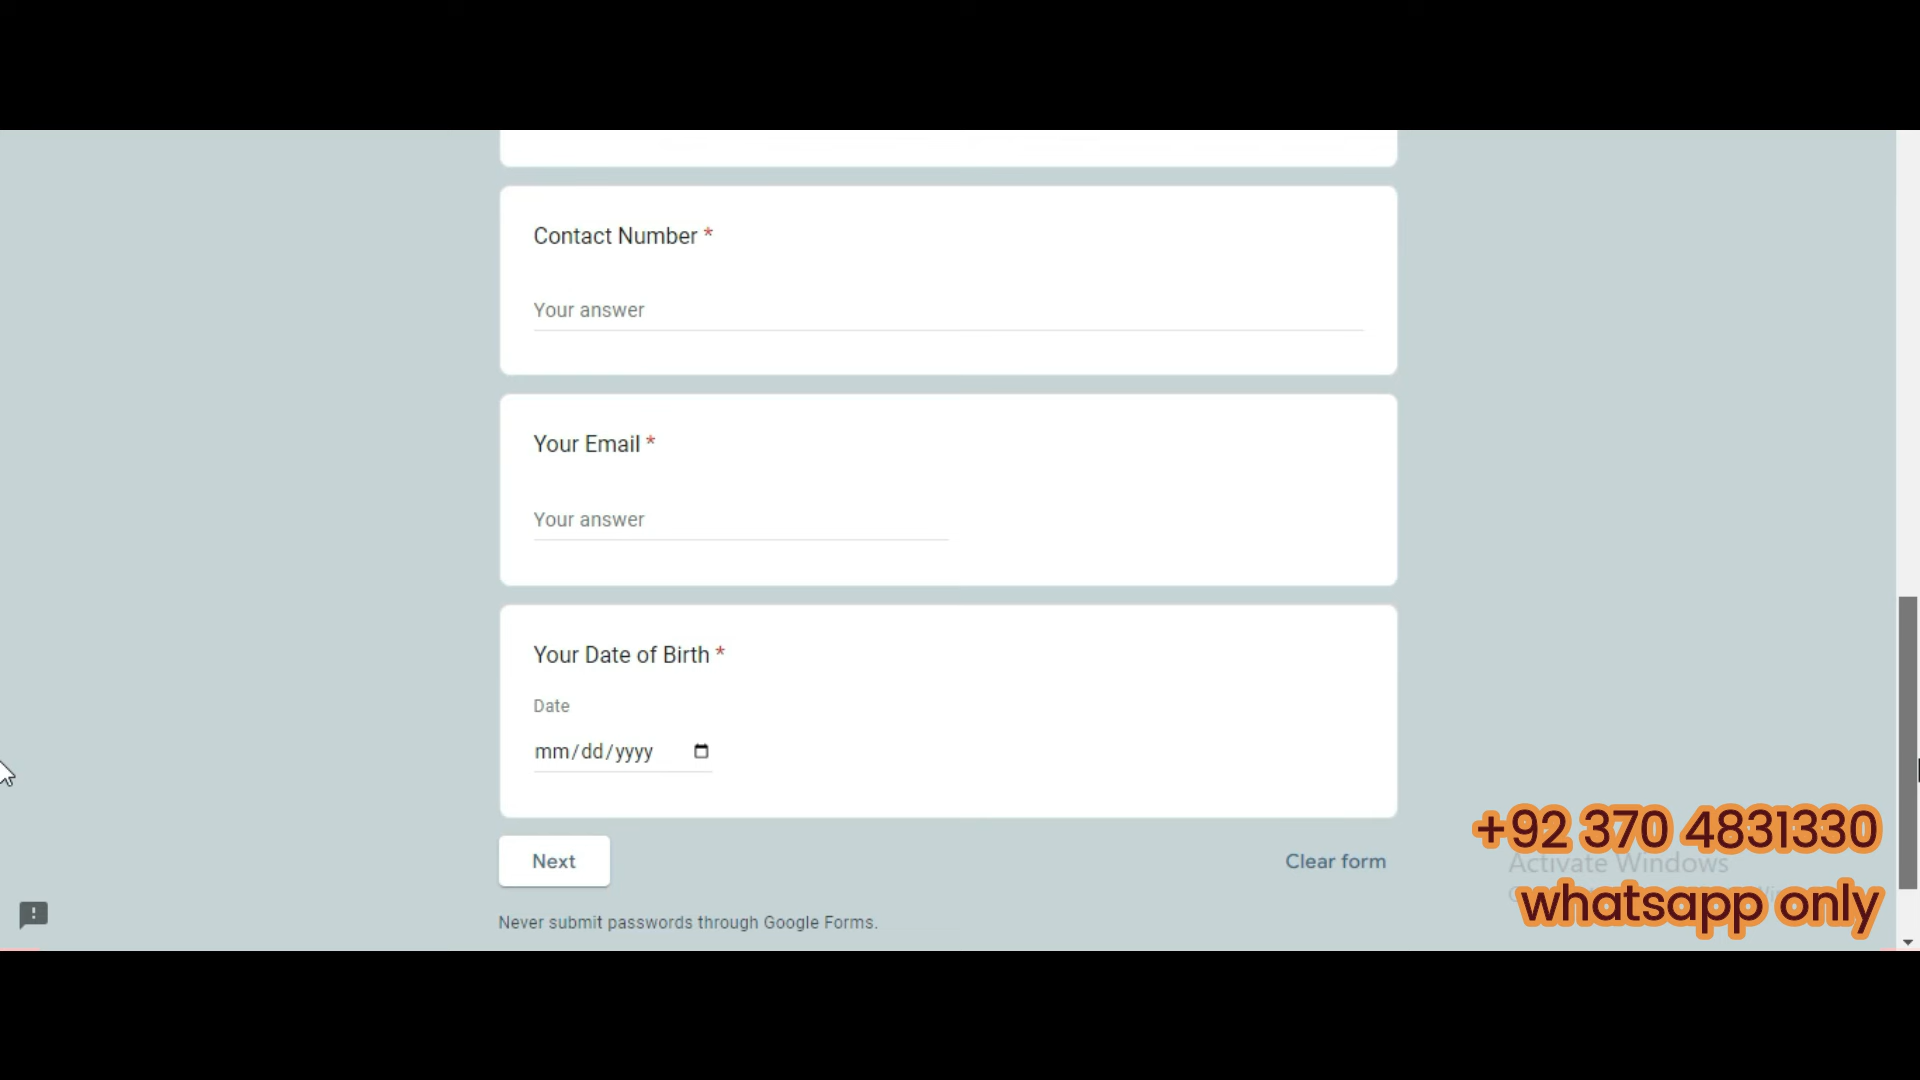 Contact Number *
Your answer
Your Email *
Your answer
Your Date of Birth *
Date
mm/dd/yyyy
+92 370 4831330
Next
Clear form
Activate Windows
whatsapp only
Never submit passwords through Google Forms.